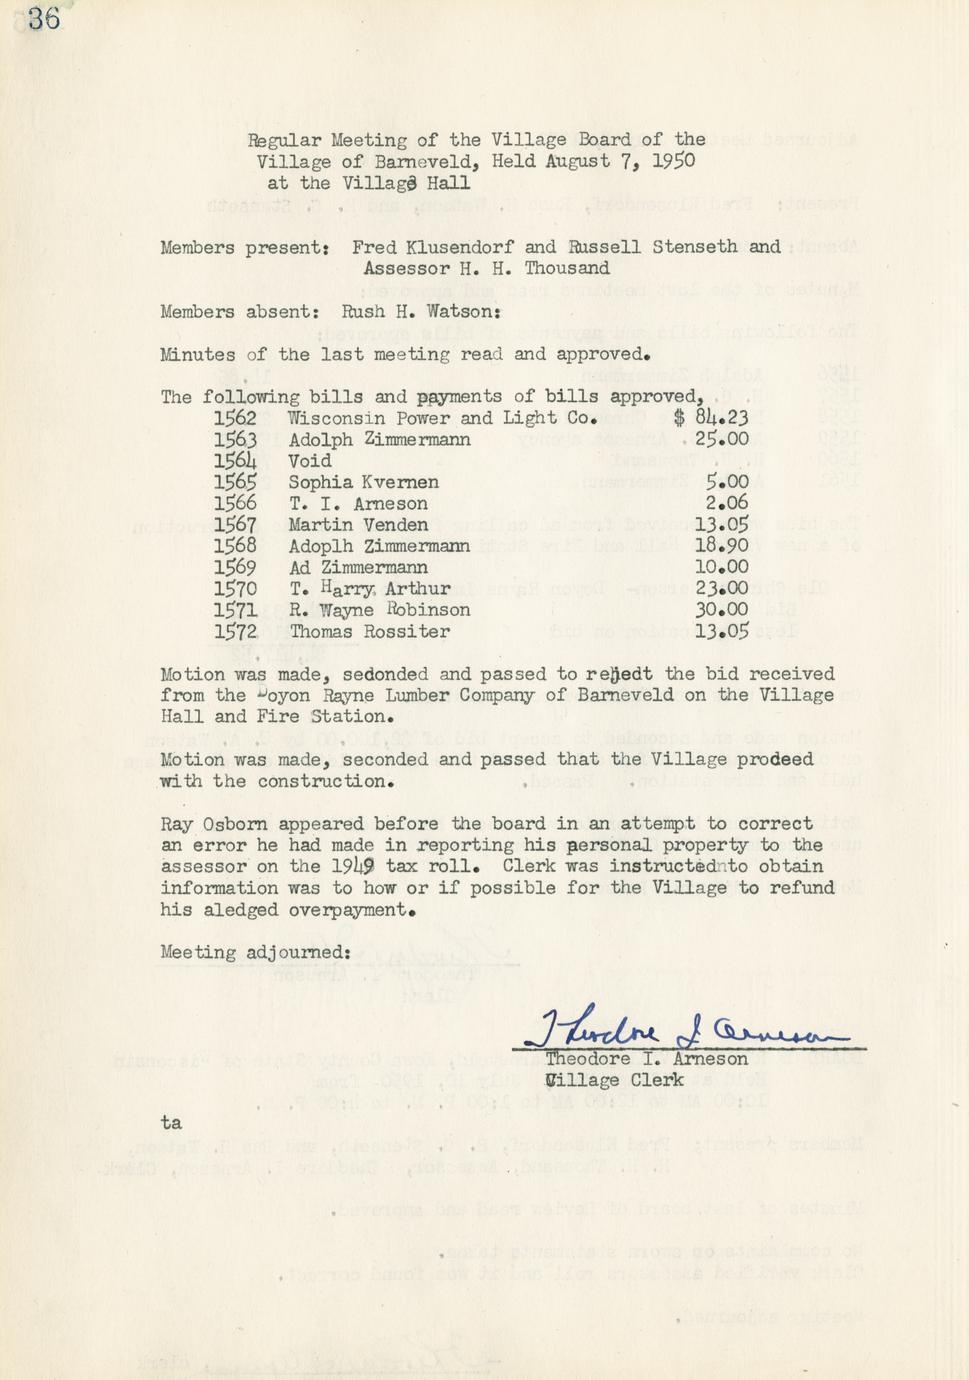 36
Regular Meeting of the Village Board of the
Village of Barneveld, Held August 7, 1950
at the Village Hall
Members present: Fred Klusendorf and Russell Stenseth and
Assessor H. H. Thousand
Members absent: Rush H. Watson:
Minutes of the last meeting read and approved.
The following bills and payments of bills approved,
1562 Wisconsin Power and Light Co. $ 84.23
1563 Adolph Zimmermann 25.00
1564 Void
1565 Sophia Kvernen 5.00
1566 T. I. Arneson 2.06
1567 Martin Venden 13.05
1568 Adoplh Zimmermann 18.90
1569 Ad Zimmermann 10.00
1570 T. Harry Arthur 23.00
1571 R. Wayne Robinson 30.00
1572 Thomas Rossiter 13.05
Motion was made, sedonded and passed to rejedt the bid received
from the Doyon Rayne Lumber Company of Barneveld on the Village
Hall and Fire Station.
Motion was made, seconded and passed that the Village prodeed
with the construction.
Ray Osborn appeared before the board in an attempt to correct
an error he had made in reporting his personal property to the
assessor on the 1949 tax roll. Clerk was instructed to obtain
information was to how or if possible for the Village to refund
his aledged overpayment.
Meeting adjourned:
Theodore I Arneson
Theodore I. Arneson
Village Clerk
ta